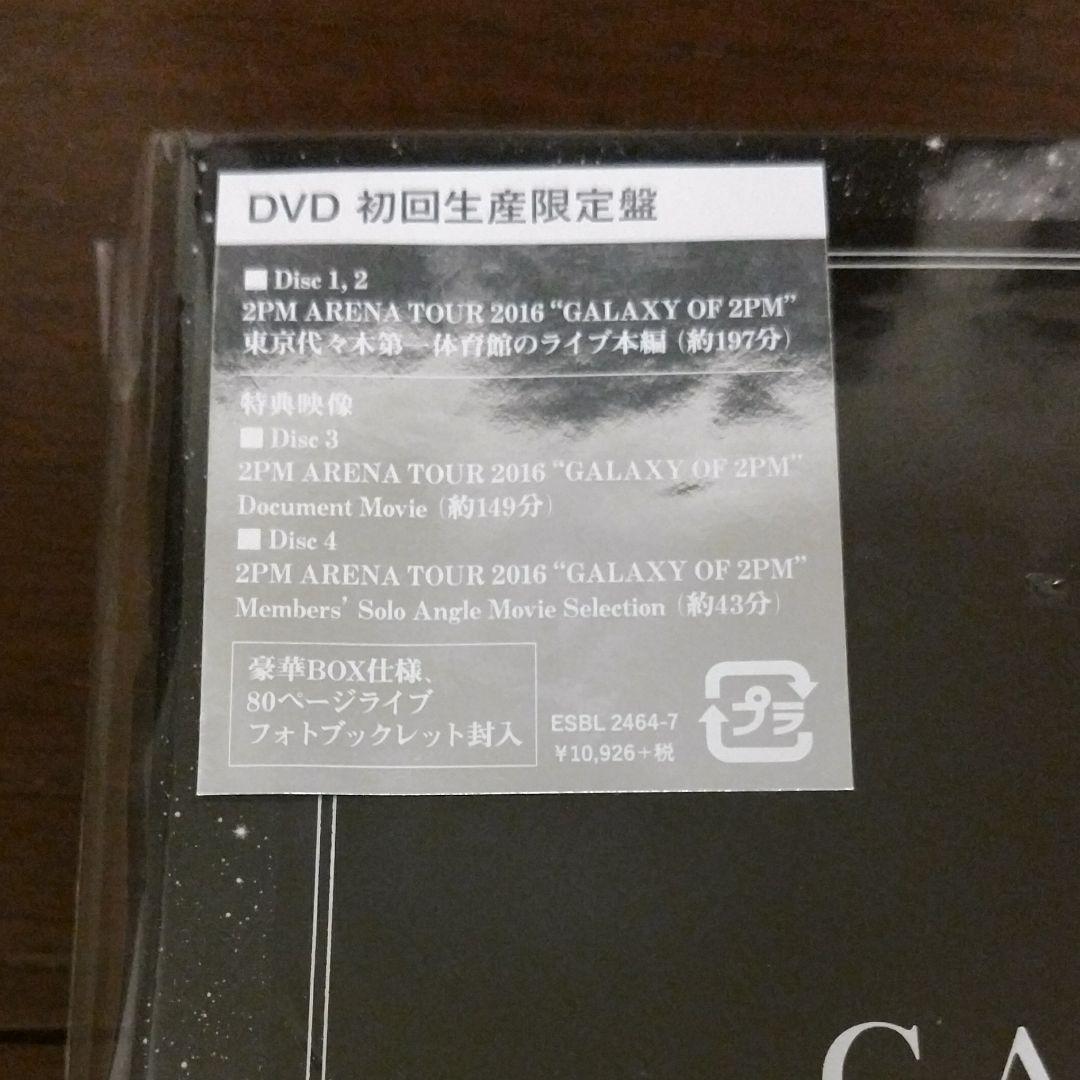 DVD 初回生産限定盤
■ Disc 1, 2
2PM ARENA TOUR 2016 “GALAXY OF 2PM”
東京代々木第一体育館のライブ本編（約197分）
特典映像
■ Disc 3
2PM ARENA TOUR 2016 “GALAXY OF 2PM”
Document Movie（約149分）
■ Disc 4
2PM ARENA TOUR 2016 “GALAXY OF 2PM”
Members’ Solo Angle Movie Selection（約43分）
豪華BOX仕様、
80ページライブ
フォトブックレット封入
ESBL 2464-7
¥10,926+税
プラ
GA